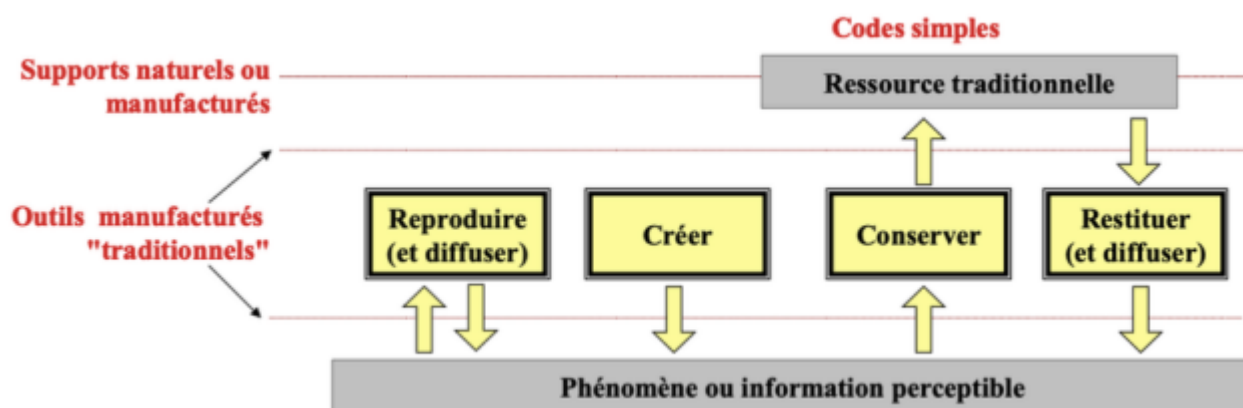 Codes simples
Supports naturels ou
manufacturés
Ressource traditionnelle
Outils manufacturés
"traditionnels"
Reproduire
(et diffuser)
Créer
Conserver
Restituer
(et diffuser)
Phénomène ou information perceptible